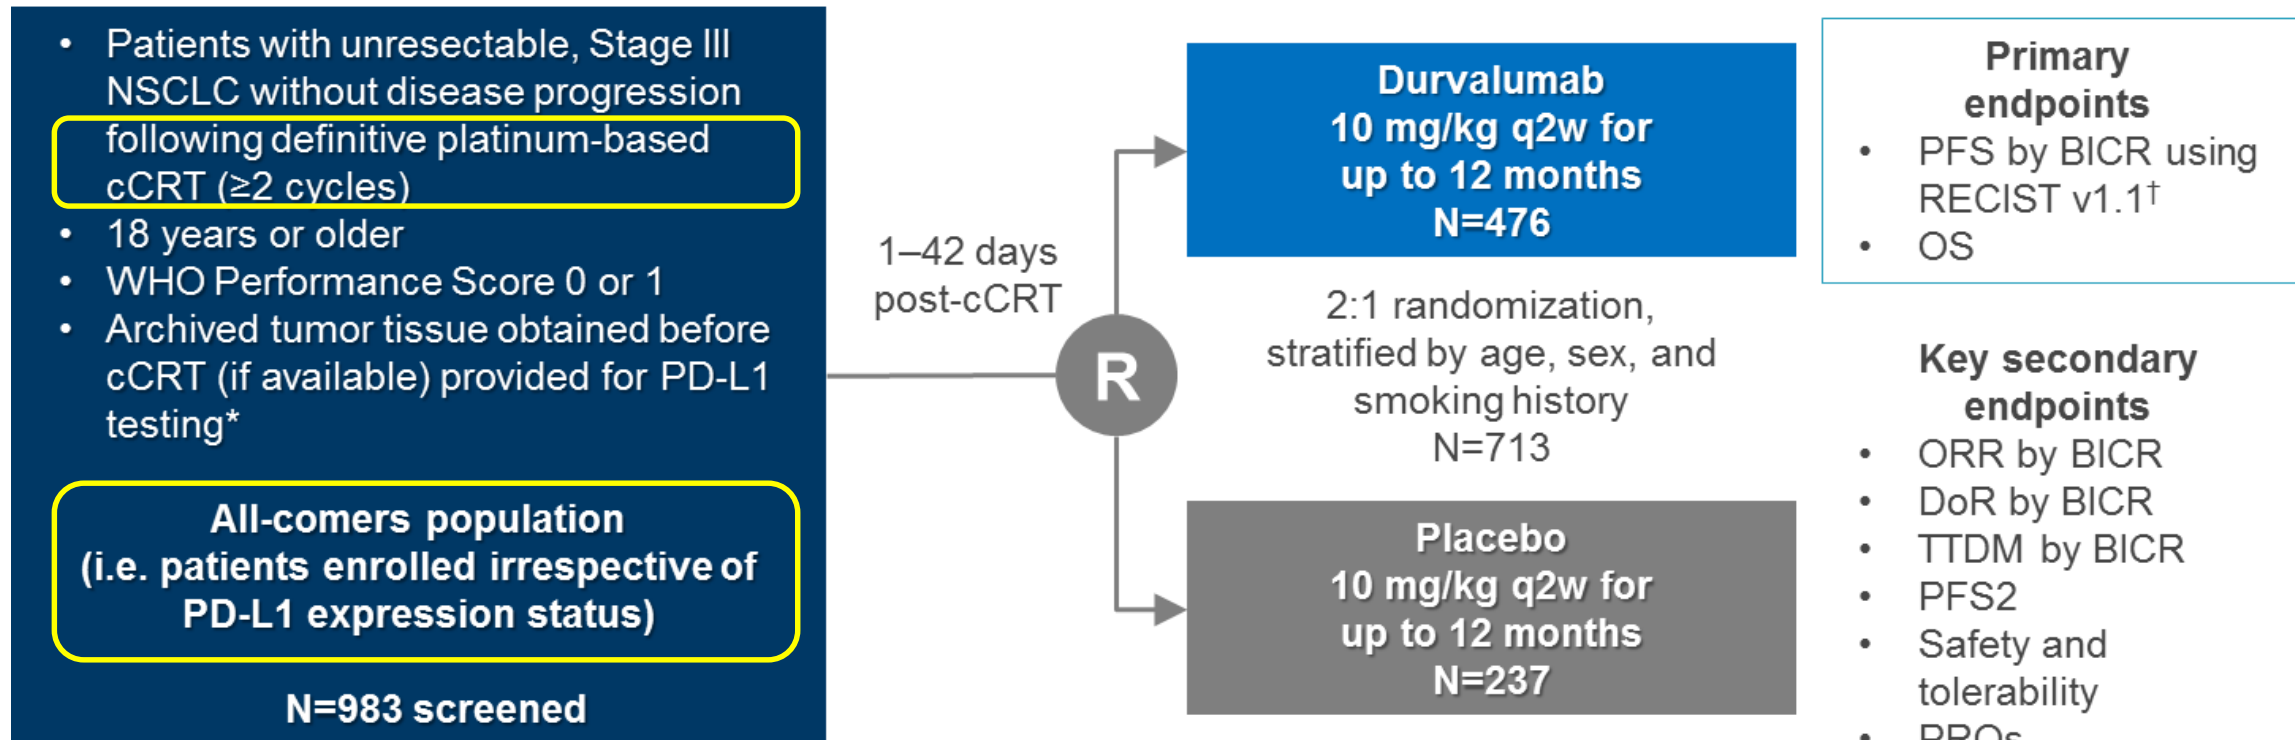 • Patients with unresectable, Stage III
NSCLC without disease progression
following definitive platinum-based
cCRT (≥2 cycles)
• 18 years or older
• WHO Performance Score 0 or 1
• Archived tumor tissue obtained before
cCRT (if available) provided for PD-L1
testing*
All-comers population
(i.e. patients enrolled irrespective of
PD-L1 expression status)
N=983 screened
1–42 days
post-cCRT
R
Durvalumab
10 mg/kg q2w for
up to 12 months
N=476
2:1 randomization,
stratified by age, sex, and
smoking history
N=713
Placebo
10 mg/kg q2w for
up to 12 months
N=237
Primary
endpoints
• PFS by BICR using
RECIST v1.1†
• OS
Key secondary
endpoints
• ORR by BICR
• DoR by BICR
• TTDM by BICR
• PFS2
• Safety and
tolerability
• PROs